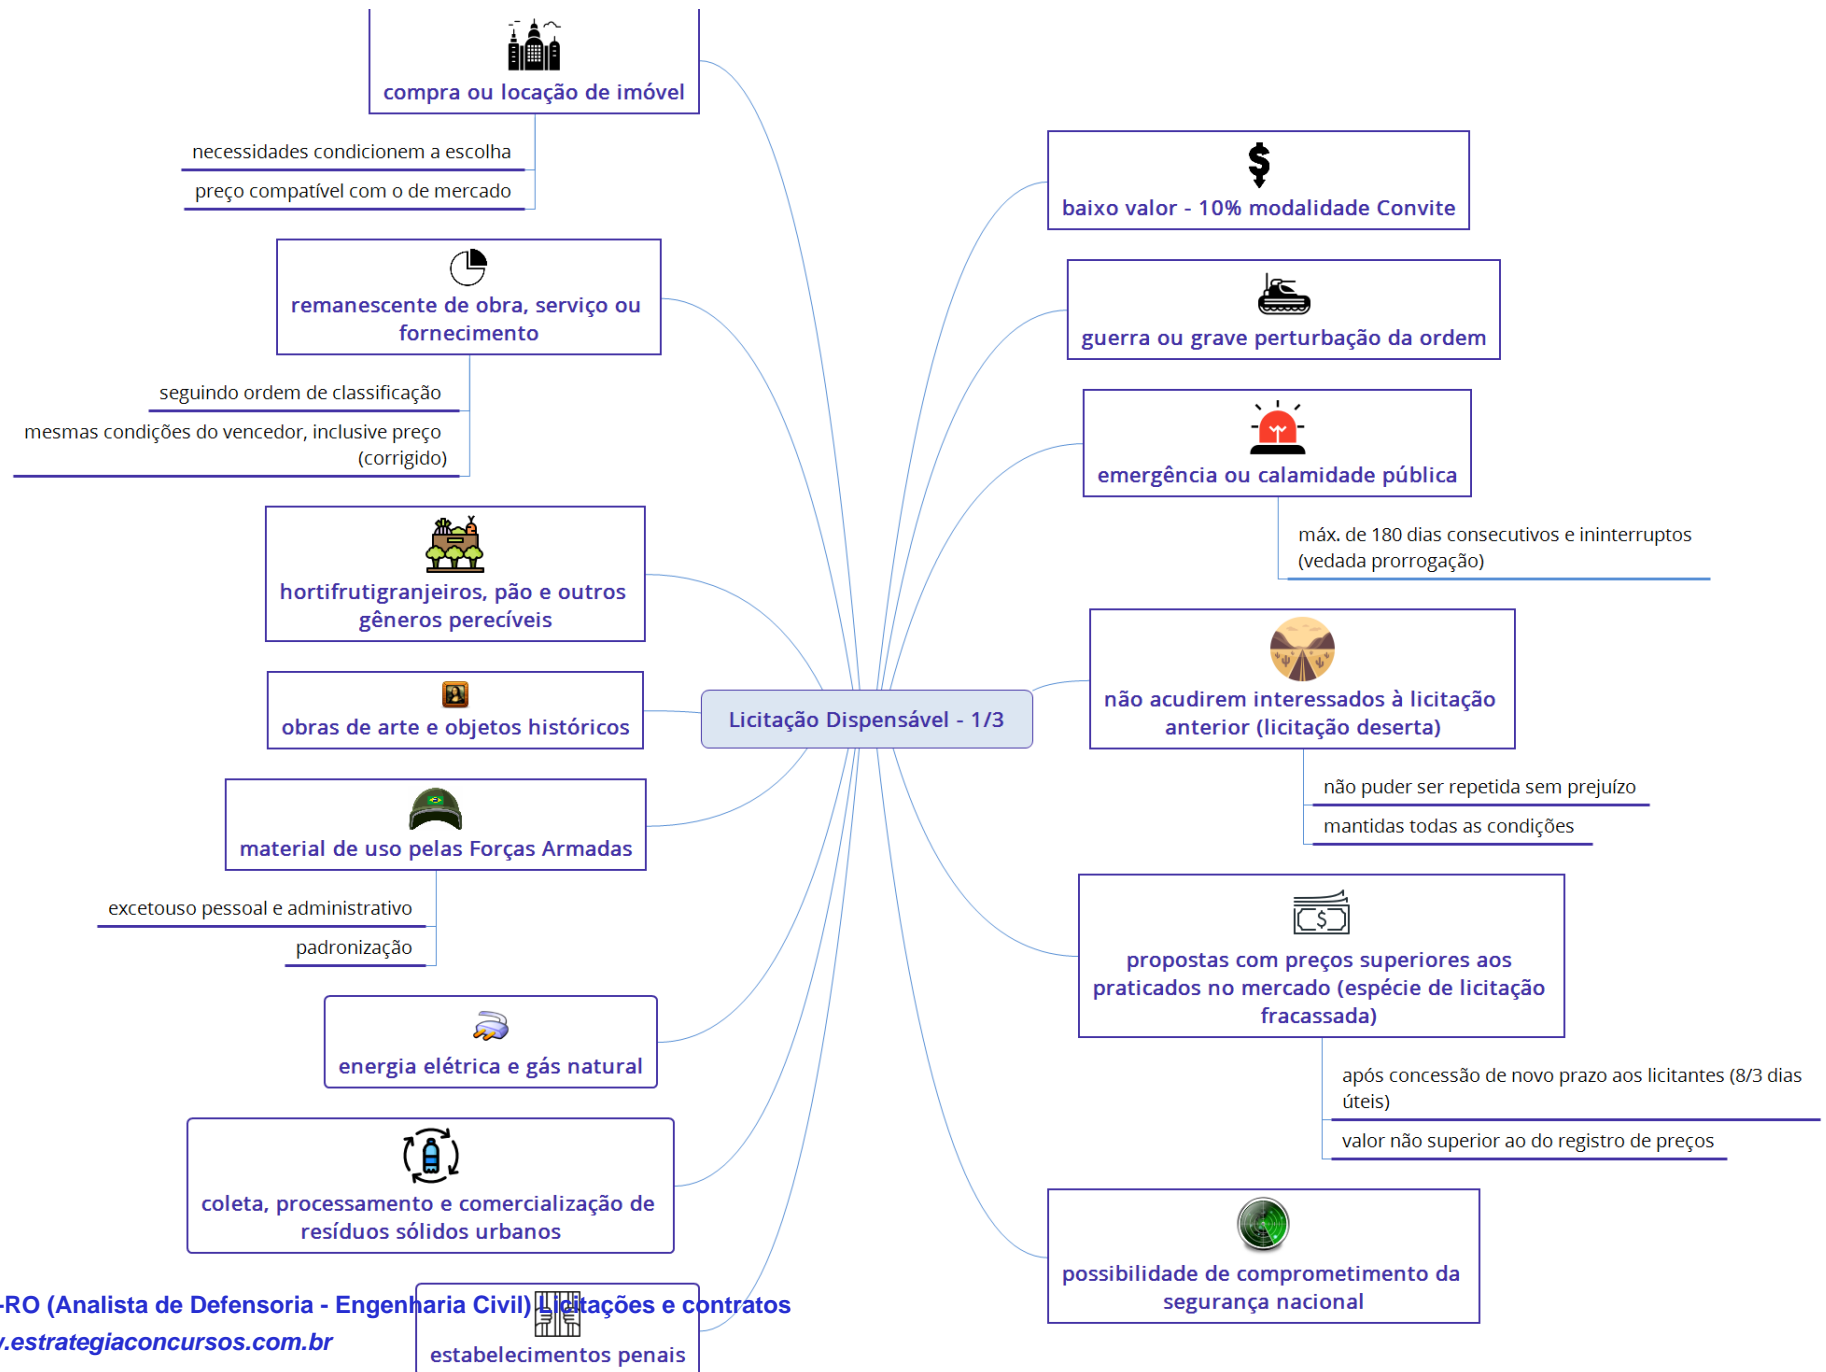 compra ou locação de imóvel
necessidades condicionem a escolha
preço compatível com o de mercado
remanescente de obra, serviço ou
fornecimento
seguindo ordem de classificação
mesmas condições do vencedor, inclusive preço
(corrigido)
hortifrutigranjeiros, pão e outros
gêneros perecíveis
obras de arte e objetos históricos
material de uso pelas Forças Armadas
excetouso pessoal e administrativo
padronização
energia elétrica e gás natural
coleta, processamento e comercialização de
resíduos sólidos urbanos
estabelecimentos penais
Licitação Dispensável - 1/3
baixo valor - 10% modalidade Convite
guerra ou grave perturbação da ordem
emergência ou calamidade pública
máx. de 180 dias consecutivos e ininterruptos
(vedada prorrogação)
não acudirem interessados à licitação
anterior (licitação deserta)
não puder ser repetida sem prejuízo
mantidas todas as condições
propostas com preços superiores aos
praticados no mercado (espécie de licitação
fracassada)
após concessão de novo prazo aos licitantes (8/3 dias
úteis)
valor não superior ao do registro de preços
possibilidade de comprometimento da
segurança nacional
-RO (Analista de Defensoria - Engenharia Civil) Licitações e contratos
.estrategiaconcursos.com.br